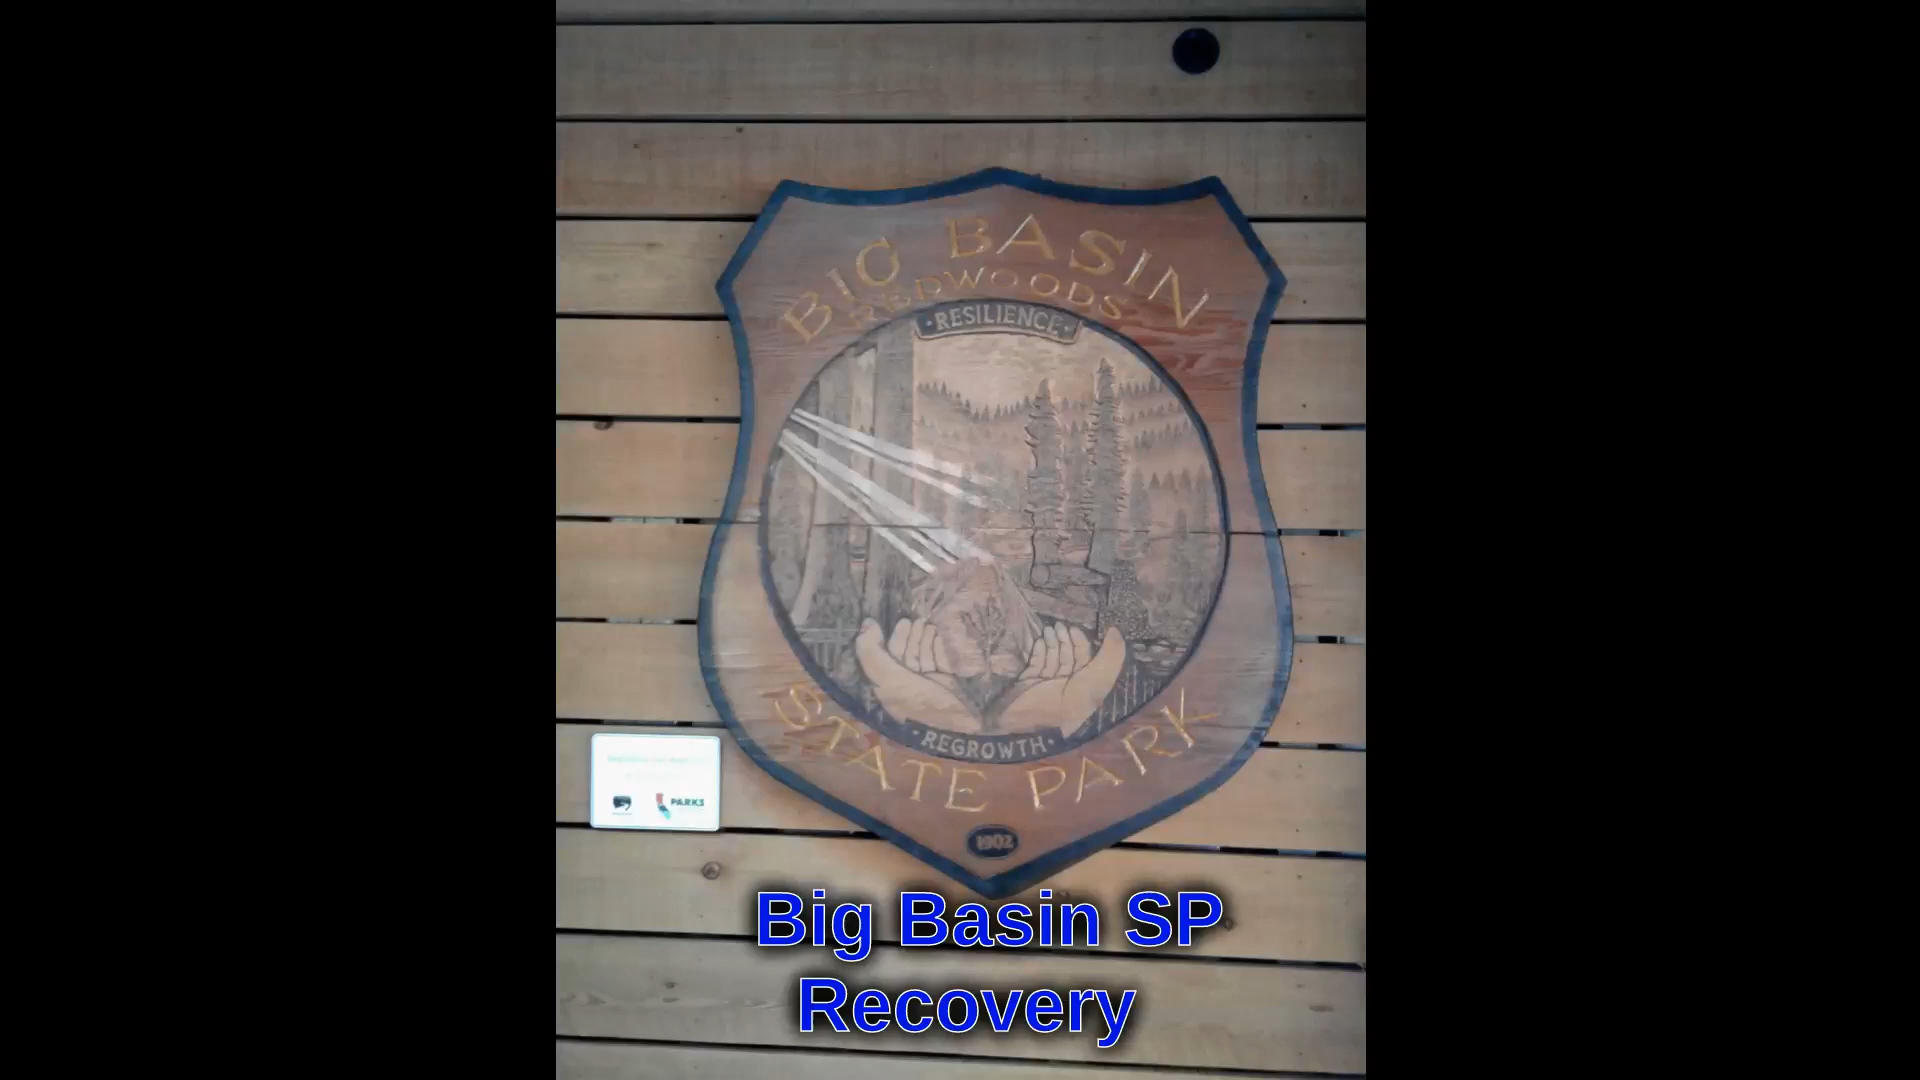 BIG BASIN
REDWOODS
·RESILIENCE·
·REGROWTH·
STATE PARK
1902
PARKS
Big Basin SP
Recovery